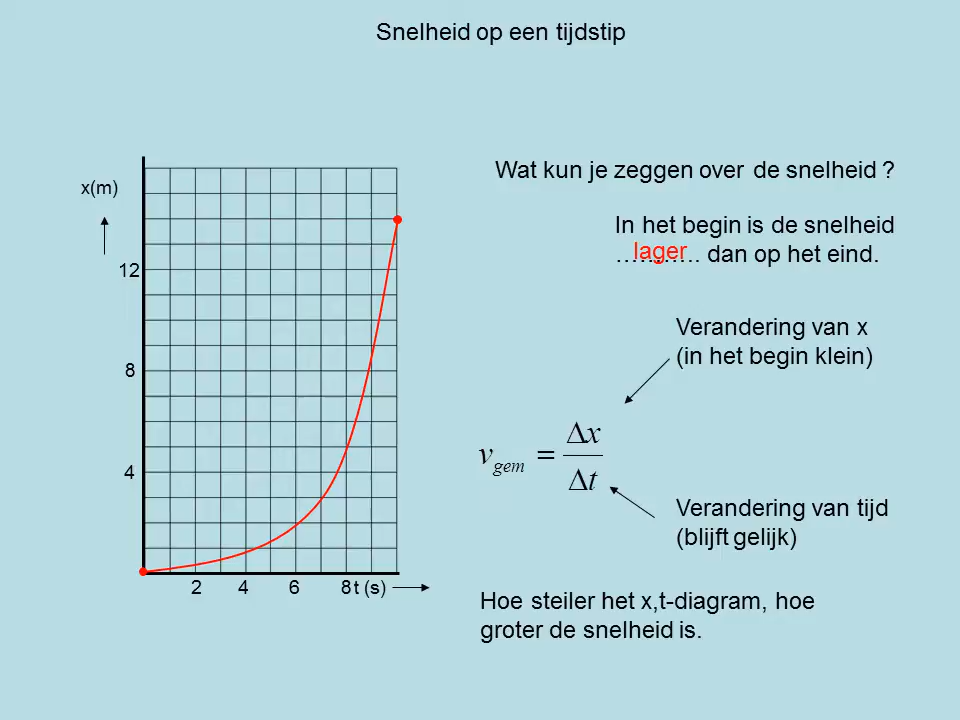 Snelheid op een tijdstip
x(m)
12
8
4
2 4 6 8 t (s)
Wat kun je zeggen over de snelheid ?
In het begin is de snelheid
lager
……….. dan op het eind.
Verandering van x
(in het begin klein)
v_gem = Δx / Δt
Verandering van tijd
(blijft gelijk)
Hoe steiler het x,t-diagram, hoe
groter de snelheid is.